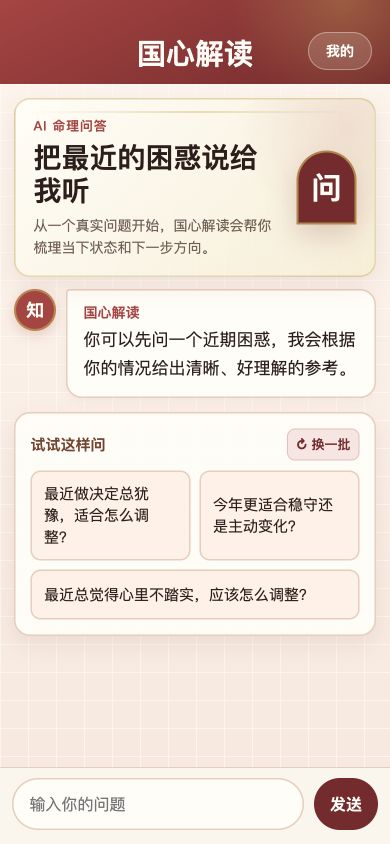 国心解读
我的
AI 命理问答
把最近的困惑说给
我听
从一个真实问题开始，国心解读会帮你
梳理当下状态和下一步方向。
问
知
国心解读
你可以先问一个近期困惑，我会根据
你的情况给出清晰、好理解的参考。
试试这样问
↻ 换一批
最近做决定总犹
豫，适合怎么调
整？
今年更适合稳守还
是主动变化？
最近总觉得心里不踏实，应该怎么调整？
输入你的问题
发送